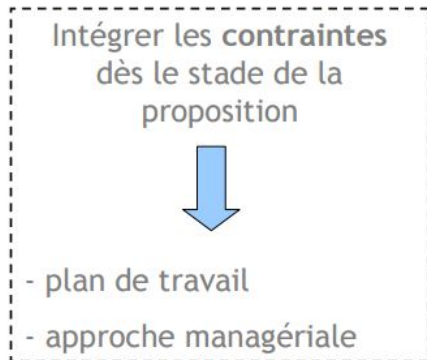 Intégrer les contraintes
dès le stade de la
proposition
- plan de travail
- approche managériale